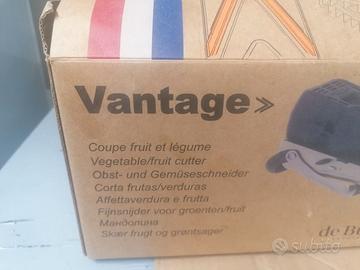 Vantage »
Coupe fruit et légume
Vegetable/fruit cutter
Obst- und Gemüseschneider
Corta frutas/verduras
Affettaverdura e frutta
Fijnsnijder voor groenten/fruit
Мандолина
Skær frugt og grøntsager
de Bu
subito